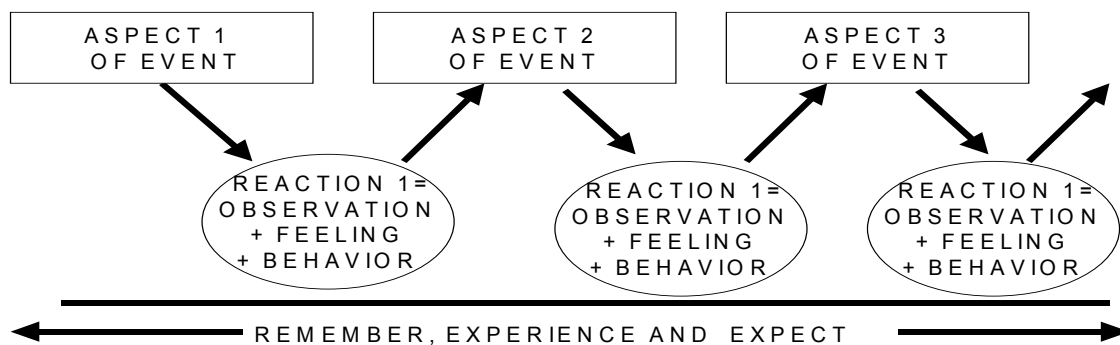 ASPECT 1
OF EVENT
ASPECT 2
OF EVENT
ASPECT 3
OF EVENT
REACTION 1=
OBSERVATION
+ FEELING
+ BEHAVIOR
REACTION 1=
OBSERVATION
+ FEELING
+ BEHAVIOR
REACTION 1=
OBSERVATION
+ FEELING
+ BEHAVIOR
REMEMBER, EXPERIENCE AND EXPECT